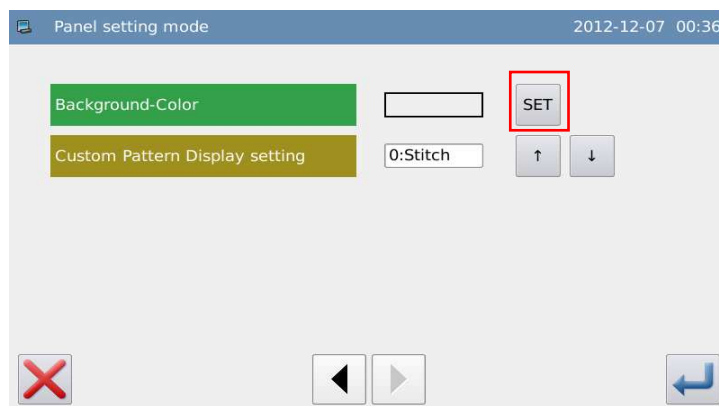 Panel setting mode 2012-12-07 00:36
Background-Color SET
Custom Pattern Display setting 0:Stitch ↑ ↓